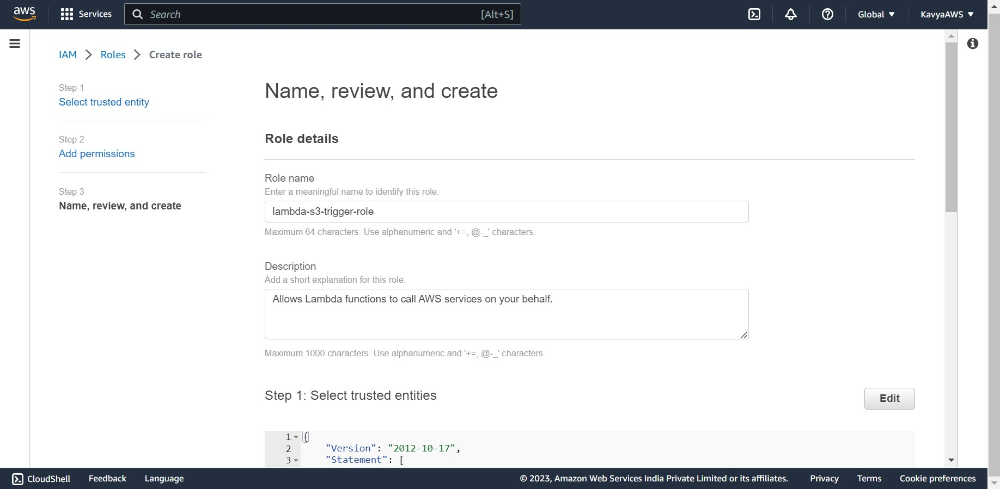 aws Services Search [Alt+S] Global KavyaAWS
IAM Roles Create role
Step 1
Select trusted entity
Step 2
Add permissions
Step 3
Name, review, and create
Name, review, and create
Role details
Role name
Enter a meaningful name to identify this role.
lambda-s3-trigger-role
Maximum 64 characters. Use alphanumeric and '+=,.@-_' characters.
Description
Add a short explanation for this role.
Allows Lambda functions to call AWS services on your behalf.
Maximum 1000 characters. Use alphanumeric and '+=,.@-_' characters.
Step 1: Select trusted entities
Edit
1 {
2 "Version": "2012-10-17",
3 "Statement": [
CloudShell Feedback Language © 2023, Amazon Web Services India Private Limited or its affiliates. Privacy Terms Cookie preferences